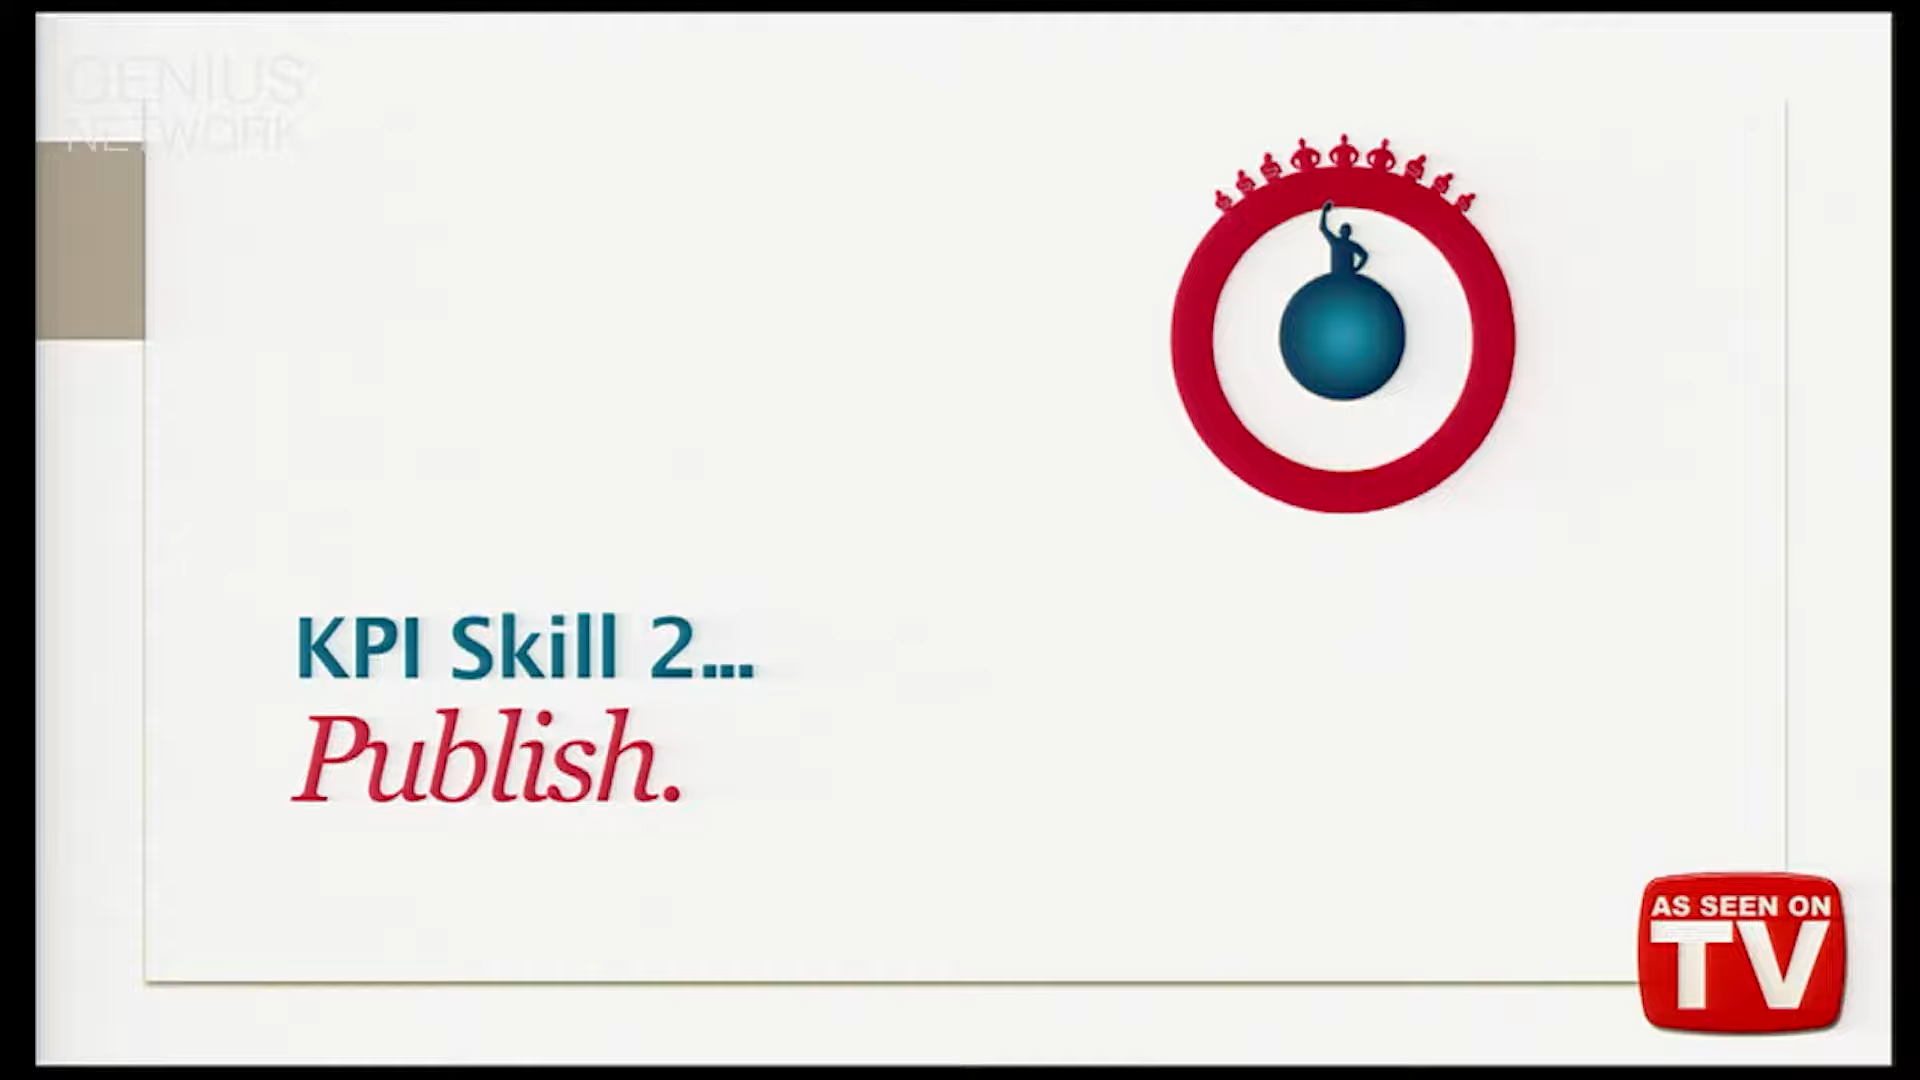 GENIUS
NETWORK
KPI Skill 2...
Publish.
AS SEEN ON
TV